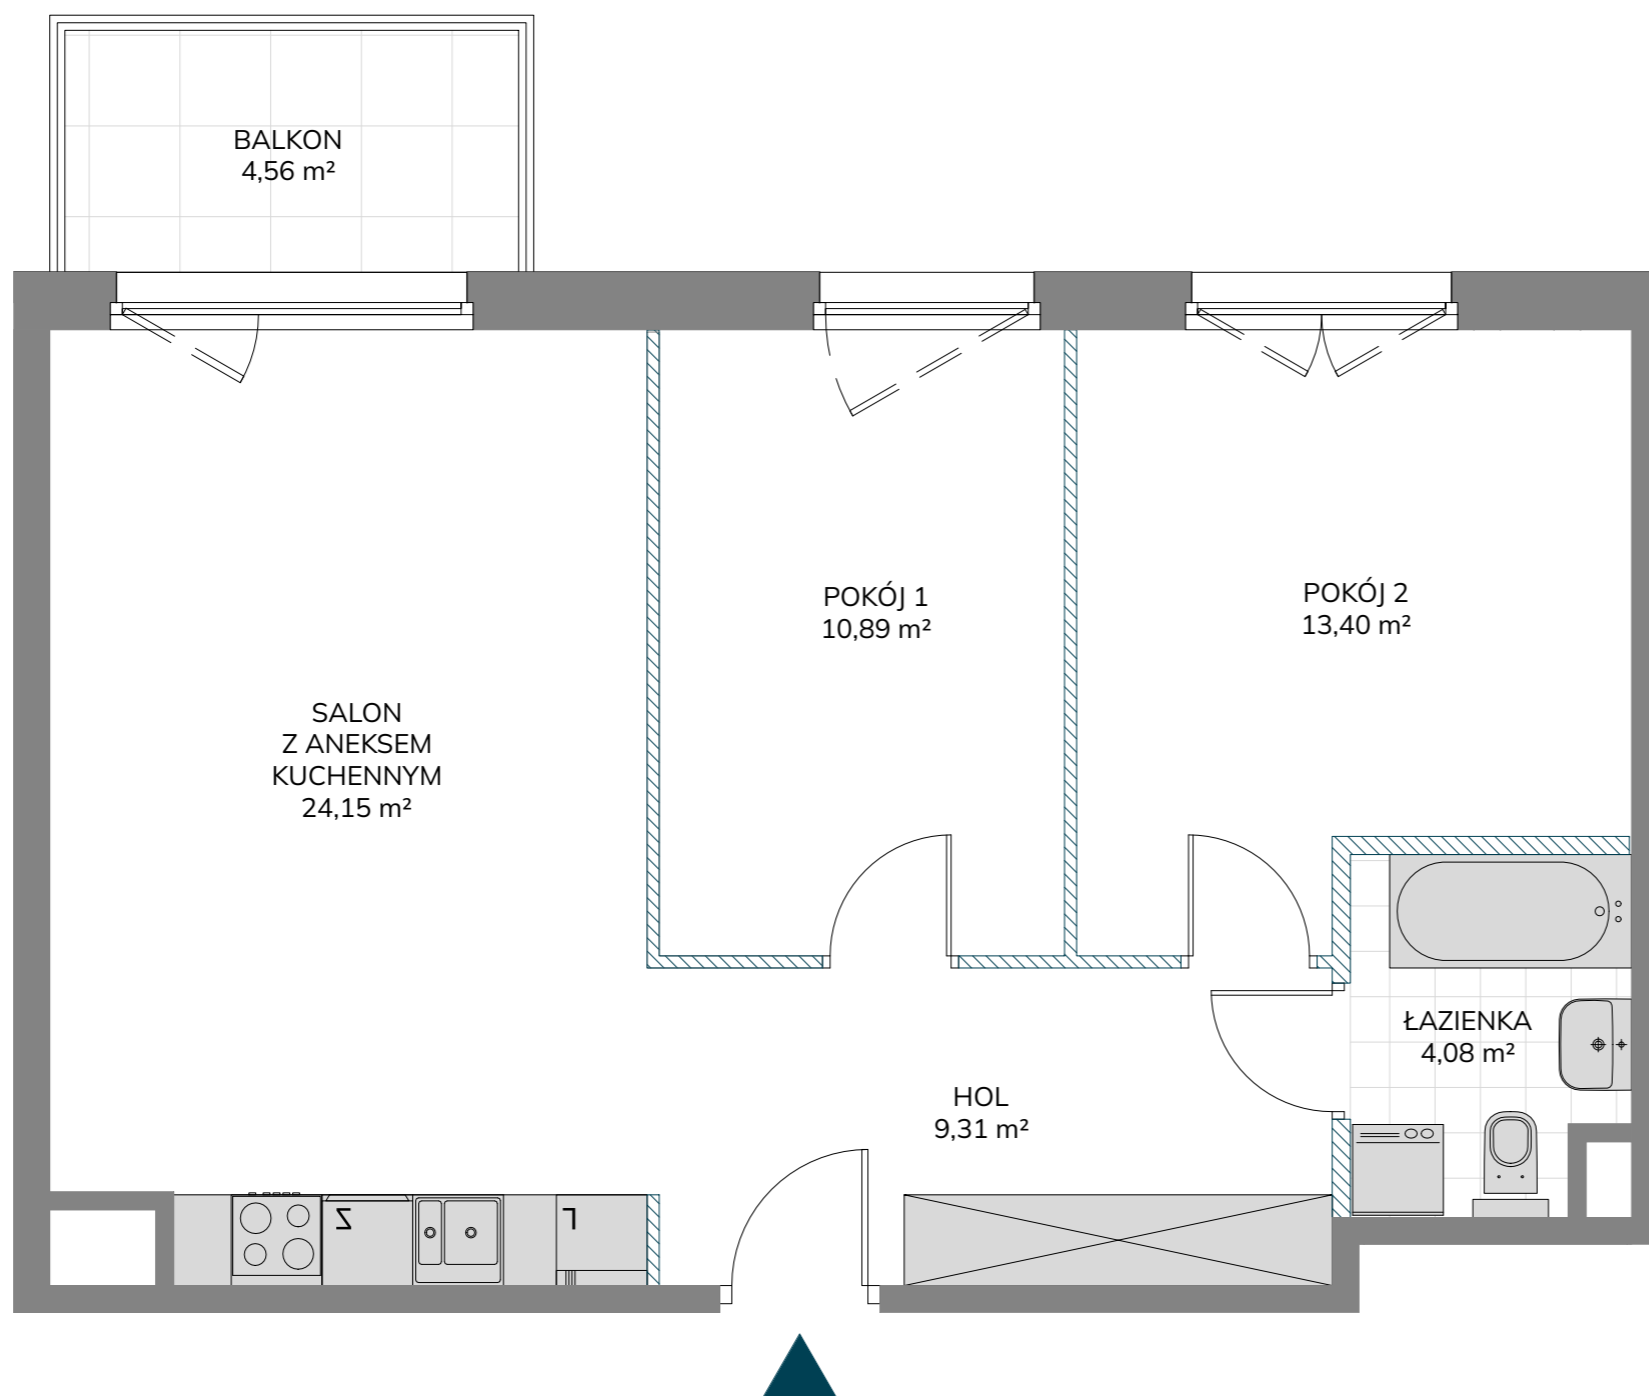 BALKON
4,56 m²
POKÓJ 1
10,89 m²
POKÓJ 2
13,40 m²
SALON
Z ANEKSEM
KUCHENNYM
24,15 m²
ŁAZIENKA
4,08 m²
HOL
9,31 m²
Z
L